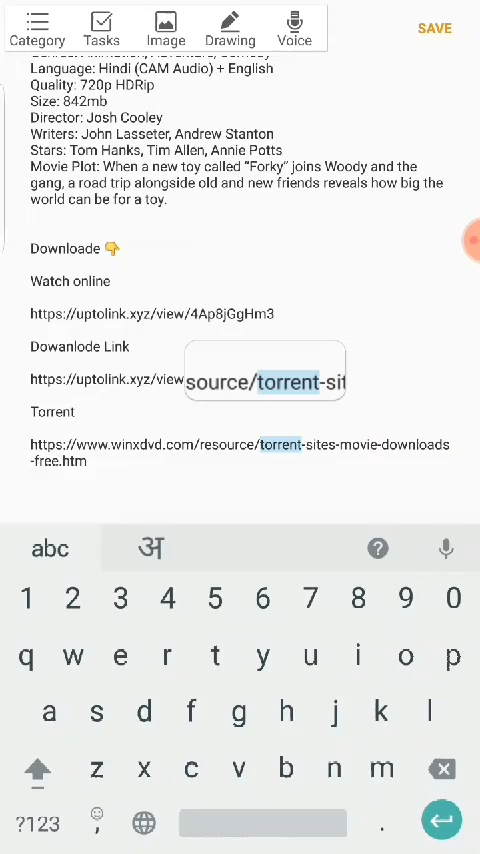 Category Tasks Image Drawing Voice SAVE
Language: Hindi (CAM Audio) + English
Quality: 720p HDRip
Size: 842mb
Director: Josh Cooley
Writers: John Lasseter, Andrew Stanton
Stars: Tom Hanks, Tim Allen, Annie Potts
Movie Plot: When a new toy called “Forky” joins Woody and the
gang, a road trip alongside old and new friends reveals how big the
world can be for a toy.
Downloade 👇
Watch online
https://uptolink.xyz/view/4Ap8jGgHm3
Dowanlode Link
https://uptolink.xyz/view
source/torrent-sit
Torrent
https://www.winxdvd.com/resource/torrent-sites-movie-downloads
-free.htm
abc अ ?
1 2 3 4 5 6 7 8 9 0
q w e r t y u i o p
a s d f g h j k l
z x c v b n m
?123 , .